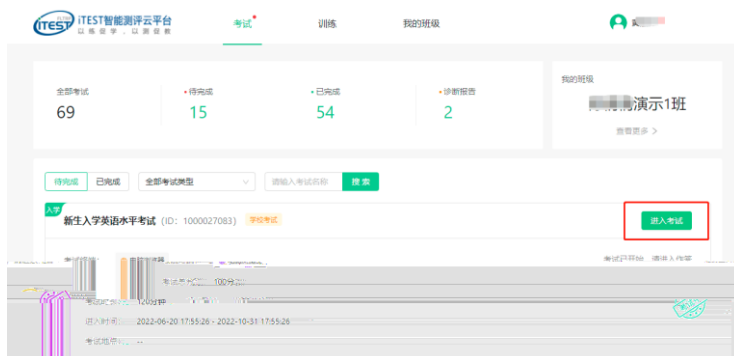 iTEST iTEST智能测评云平台 考试 训练 我的班级
以练促学，以测促教
全部考试 待完成 已完成 诊断报告 我的班级
69 15 54 2 演示1班
查看更多 >
待完成 已完成 全部考试类型 请输入考试名称 搜索
入学
新生入学英语水平考试 (ID: 1000027083) 学校考试 进入考试
考试已开始，请进入作答
100分
120分钟
进入时间： 2022-06-20 17:55:26 - 2022-10-31 17:55:26
考试地点： --